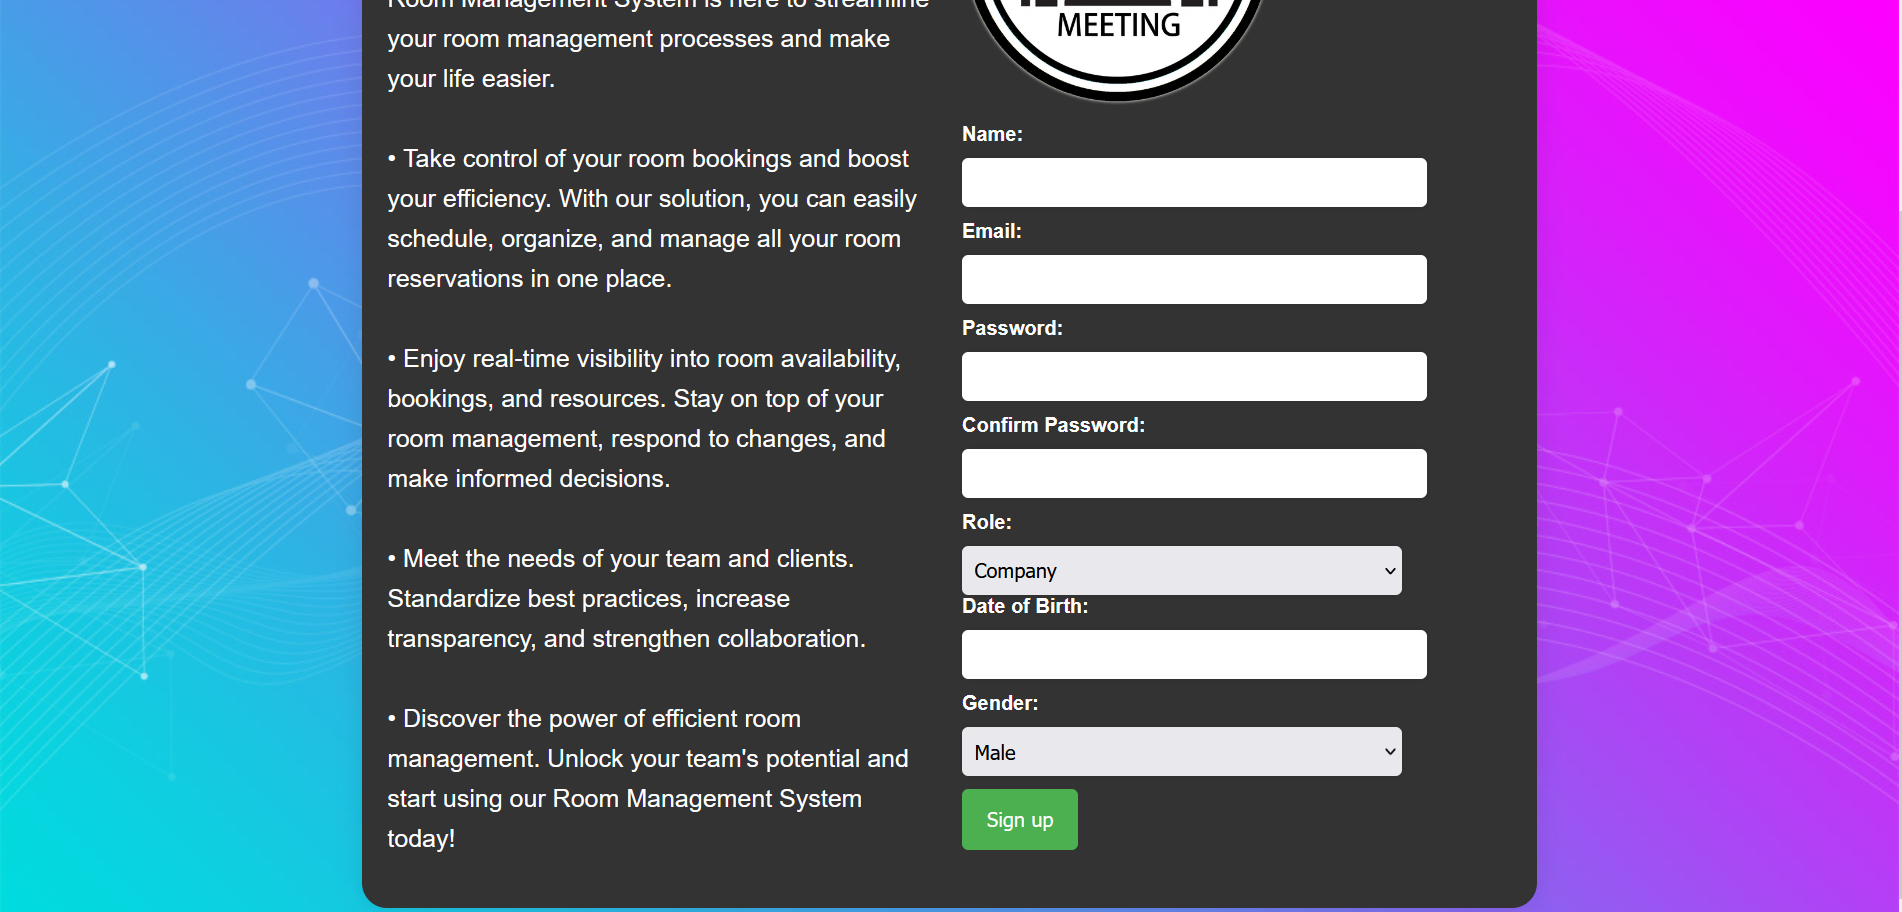 Room Management System is here to streamline
your room management processes and make
your life easier.
• Take control of your room bookings and boost
your efficiency. With our solution, you can easily
schedule, organize, and manage all your room
reservations in one place.
• Enjoy real-time visibility into room availability,
bookings, and resources. Stay on top of your
room management, respond to changes, and
make informed decisions.
• Meet the needs of your team and clients.
Standardize best practices, increase
transparency, and strengthen collaboration.
• Discover the power of efficient room
management. Unlock your team's potential and
start using our Room Management System
today!
MEETING
Name:
Email:
Password:
Confirm Password:
Role:
Company
Date of Birth:
Gender:
Male
Sign up